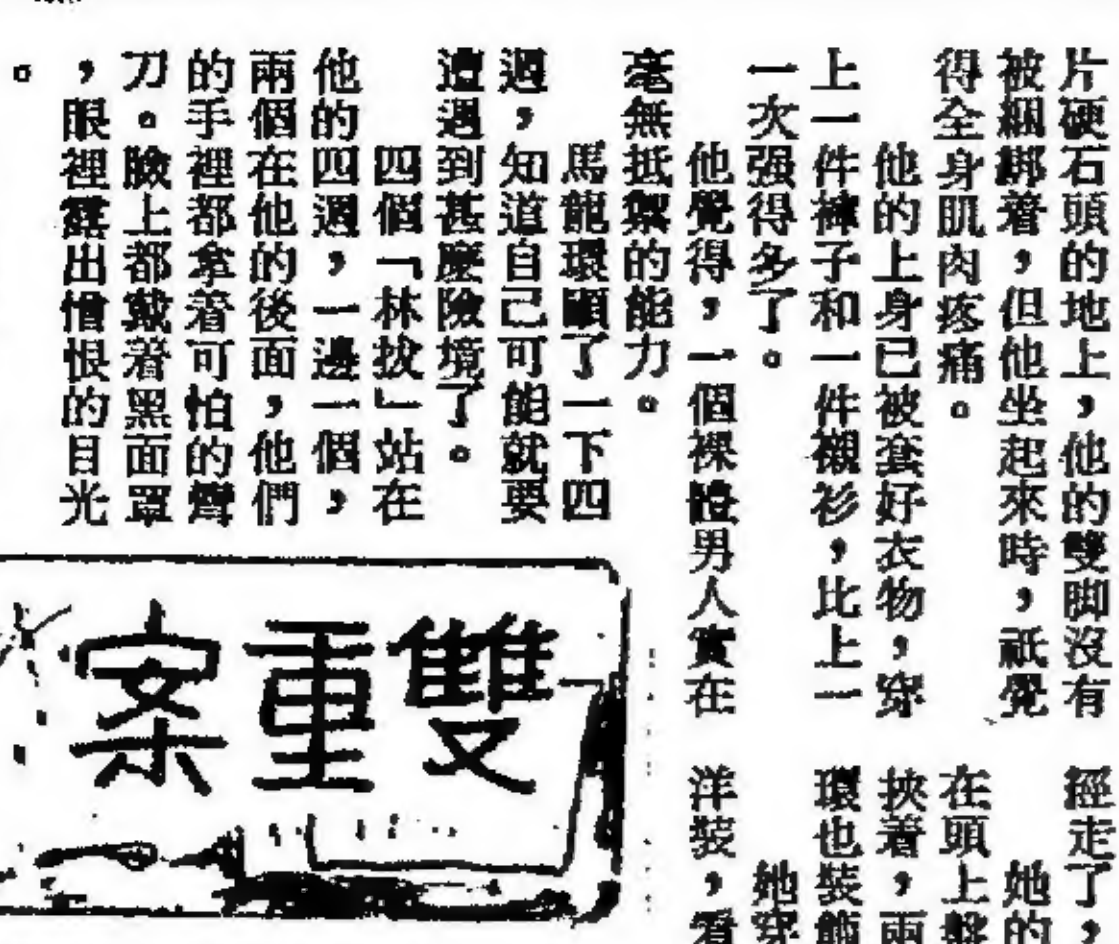 片硬石頭的地上，他的雙脚沒有
被綑綁着，但他坐起來時，祇覺
得全身肌肉疼痛。
他的上身已被套好衣物，穿
上一件褲子和一件襯衫，比上一
一次强得多了。
他覺得，一個裸體男人實在
毫無抵禦的能力。
馬龍環顧了一下四
週，知道自己可能就要
遭遇到甚麼險境了。
四個「林拔」站在
他的四週，一邊一個，
兩個在他的後面，他們
的手裡都拿着可怕的彎
刀。臉上都戴着黑面罩
，眼裡露出憎恨的目光
。
雙重案
經走了，
她的
在頭上盤
挾着，兩
環也裝飾
她穿
洋裝，看